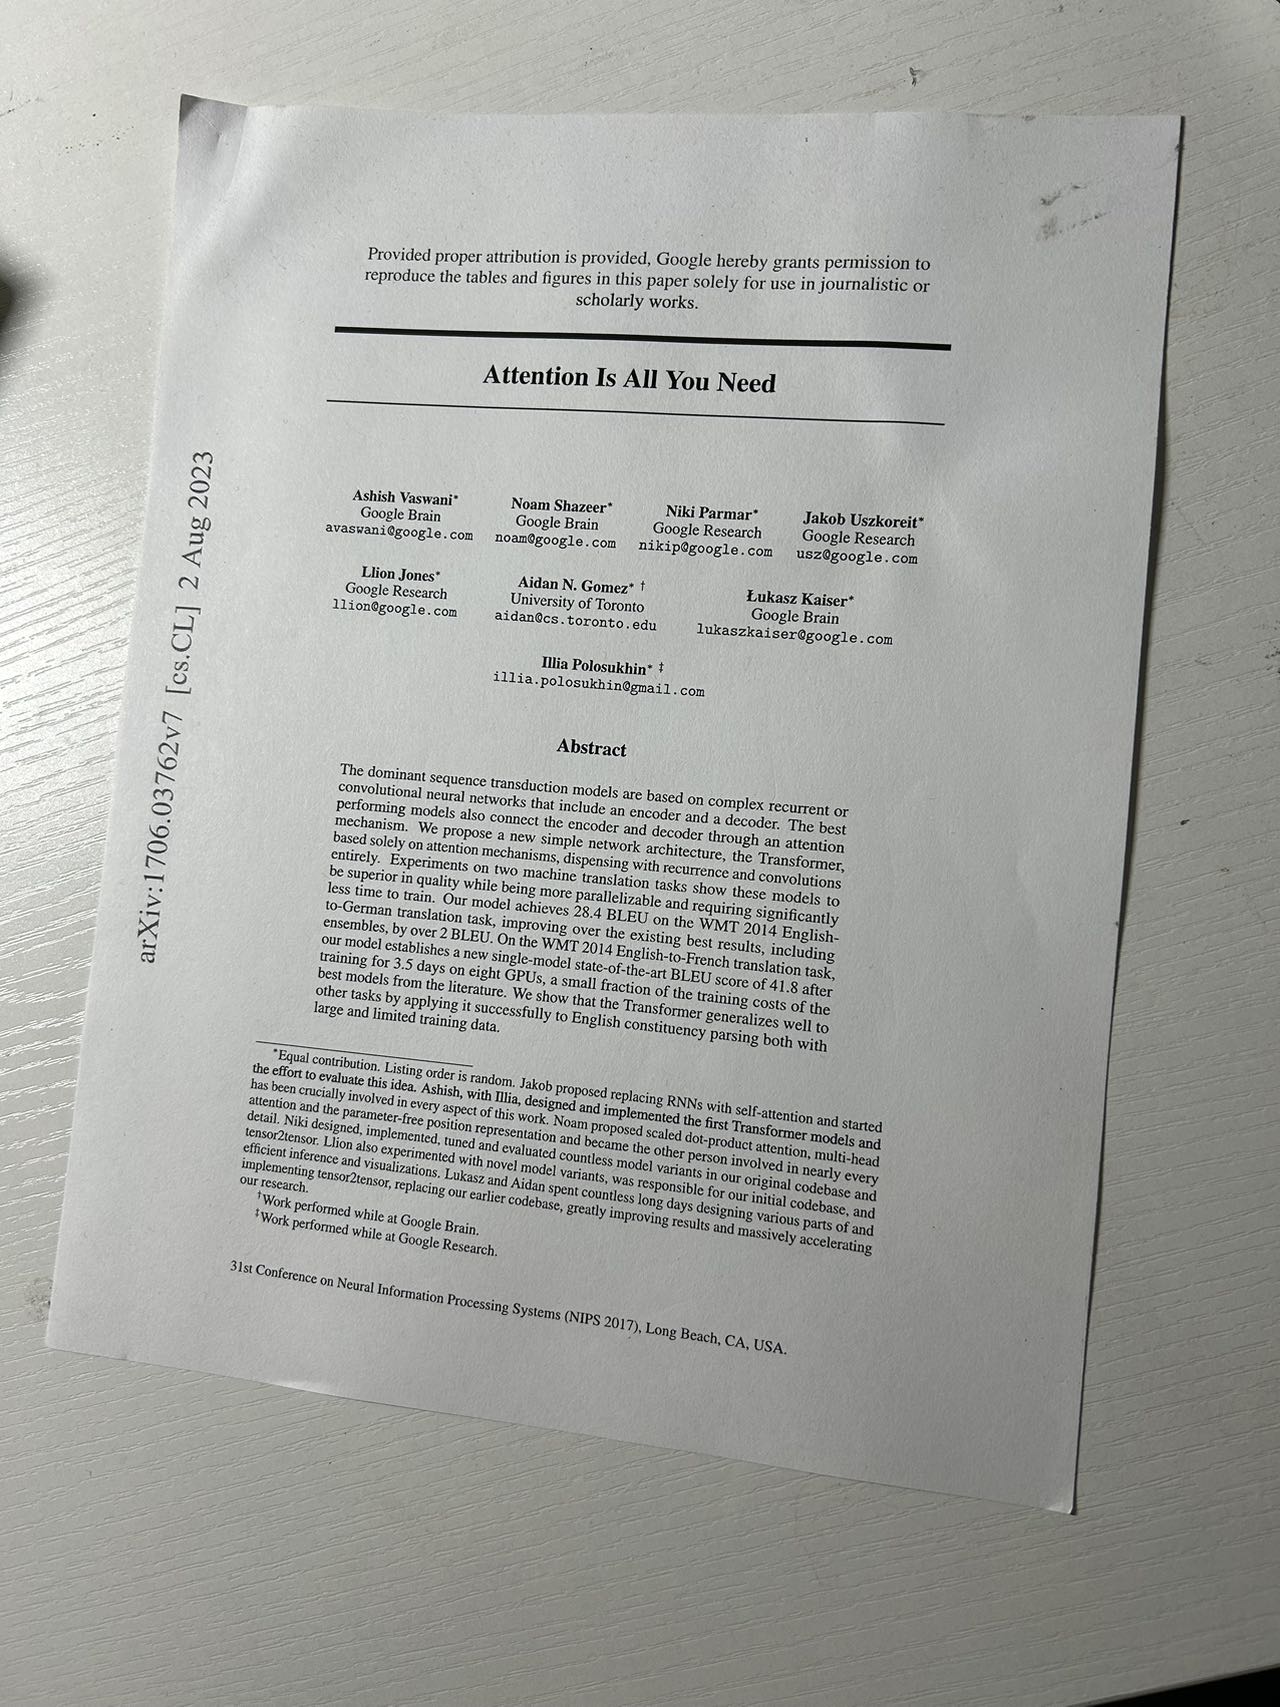 Provided proper attribution is provided, Google hereby grants permission to
reproduce the tables and figures in this paper solely for use in journalistic or
scholarly works.
Attention Is All You Need
Ashish Vaswani* Noam Shazeer* Niki Parmar* Jakob Uszkoreit*
Google Brain Google Brain Google Research Google Research
avaswani@google.com noam@google.com nikip@google.com usz@google.com
Llion Jones* Aidan N. Gomez* † Łukasz Kaiser*
Google Research University of Toronto Google Brain
llion@google.com aidan@cs.toronto.edu lukaszkaiser@google.com
Illia Polosukhin* ‡
illia.polosukhin@gmail.com
Abstract
The dominant sequence transduction models are based on complex recurrent or
convolutional neural networks that include an encoder and a decoder. The best
performing models also connect the encoder and decoder through an attention
mechanism. We propose a new simple network architecture, the Transformer,
based solely on attention mechanisms, dispensing with recurrence and convolutions
entirely. Experiments on two machine translation tasks show these models to
be superior in quality while being more parallelizable and requiring significantly
less time to train. Our model achieves 28.4 BLEU on the WMT 2014 English-
to-German translation task, improving over the existing best results, including
ensembles, by over 2 BLEU. On the WMT 2014 English-to-French translation task,
our model establishes a new single-model state-of-the-art BLEU score of 41.8 after
training for 3.5 days on eight GPUs, a small fraction of the training costs of the
best models from the literature. We show that the Transformer generalizes well to
other tasks by applying it successfully to English constituency parsing both with
large and limited training data.
*Equal contribution. Listing order is random. Jakob proposed replacing RNNs with self-attention and started
the effort to evaluate this idea. Ashish, with Illia, designed and implemented the first Transformer models and
has been crucially involved in every aspect of this work. Noam proposed scaled dot-product attention, multi-head
attention and the parameter-free position representation and became the other person involved in nearly every
detail. Niki designed, implemented, tuned and evaluated countless model variants in our original codebase and
tensor2tensor. Llion also experimented with novel model variants, was responsible for our initial codebase, and
efficient inference and visualizations. Lukasz and Aidan spent countless long days designing various parts of and
implementing tensor2tensor, replacing our earlier codebase, greatly improving results and massively accelerating
our research.
†Work performed while at Google Brain.
‡Work performed while at Google Research.
31st Conference on Neural Information Processing Systems (NIPS 2017), Long Beach, CA, USA.
arXiv:1706.03762v7 [cs.CL] 2 Aug 2023